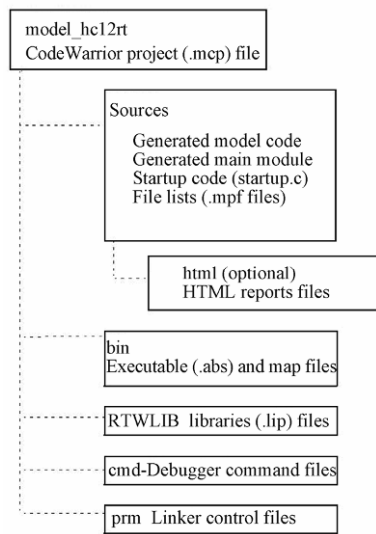 model_hc12rt
CodeWarrior project (.mcp) file
Sources
Generated model code
Generated main module
Startup code (startup.c)
File lists (.mpf files)
html (optional)
HTML reports files
bin
Executable (.abs) and map files
RTWLIB libraries (.lip) files
cmd-Debugger command files
prm Linker control files